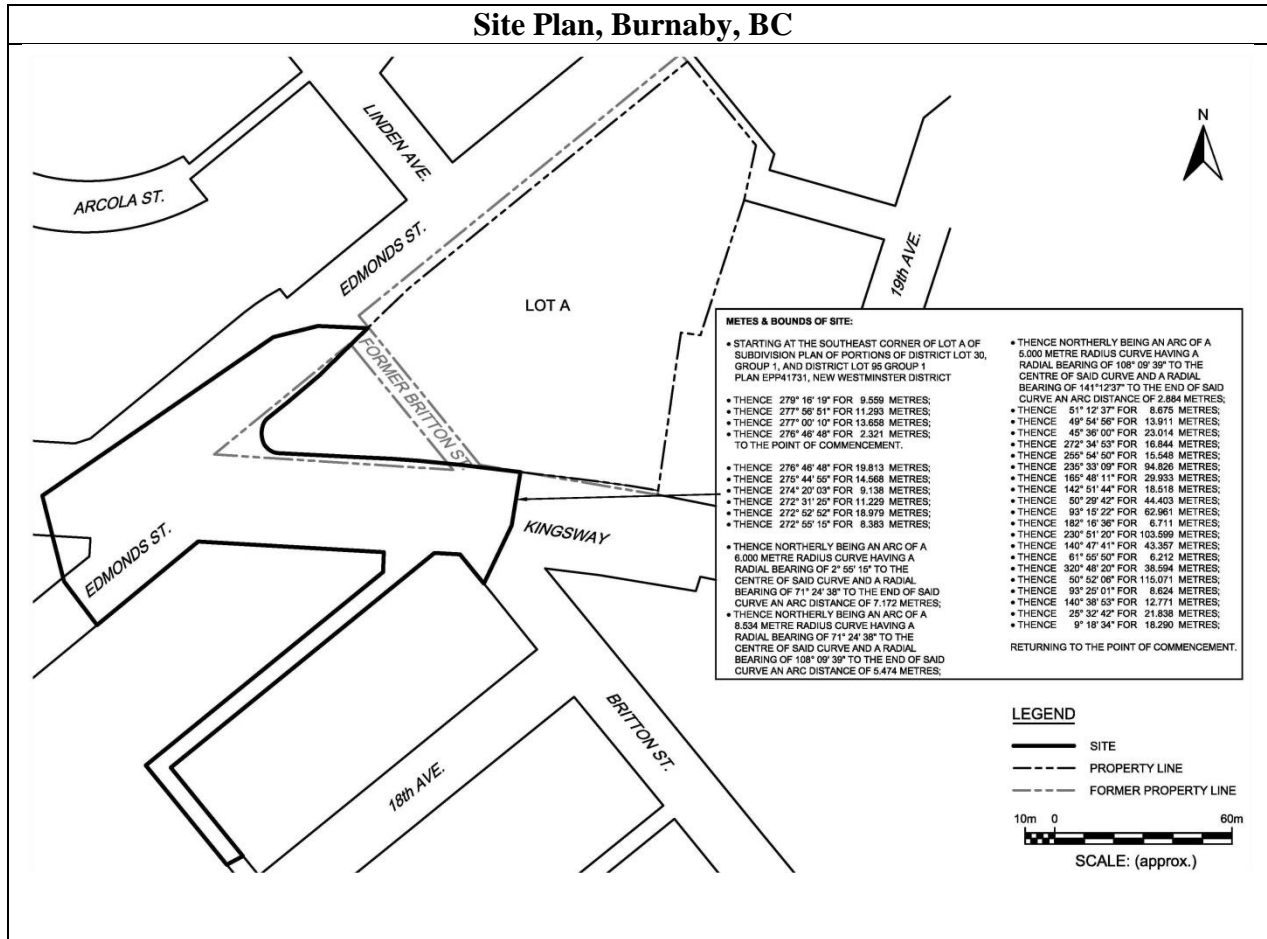 Site Plan, Burnaby, BC
ARCOLA ST.
LINDEN AVE.
EDMONDS ST.
N
19th AVE.
LOT A
FORMER BRITTON ST.
EDMONDS ST.
KINGSWAY
BRITTON ST.
18th AVE.
METES & BOUNDS OF SITE:
• STARTING AT THE SOUTHEAST CORNER OF LOT A OF
SUBDIVISION PLAN OF PORTIONS OF DISTRICT LOT 30,
GROUP 1, AND DISTRICT LOT 95 GROUP 1
PLAN EPP41731, NEW WESTMINSTER DISTRICT
• THENCE 279° 16' 19" FOR 9.559 METRES;
• THENCE 277° 56' 51" FOR 11.293 METRES;
• THENCE 277° 00' 10" FOR 13.658 METRES;
• THENCE 276° 46' 48" FOR 2.321 METRES;
TO THE POINT OF COMMENCEMENT.
• THENCE 276° 46' 48" FOR 19.813 METRES;
• THENCE 275° 44' 55" FOR 14.568 METRES;
• THENCE 274° 20' 03" FOR 9.138 METRES;
• THENCE 272° 31' 25" FOR 11.229 METRES;
• THENCE 272° 52' 52" FOR 18.979 METRES;
• THENCE 272° 55' 15" FOR 8.383 METRES;
• THENCE NORTHERLY BEING AN ARC OF A
6.000 METRE RADIUS CURVE HAVING A
RADIAL BEARING OF 2° 55' 15" TO THE
CENTRE OF SAID CURVE AND A RADIAL
BEARING OF 71° 24' 38" TO THE END OF SAID
CURVE AN ARC DISTANCE OF 7.172 METRES;
• THENCE NORTHERLY BEING AN ARC OF A
8.534 METRE RADIUS CURVE HAVING A
RADIAL BEARING OF 71° 24' 38" TO THE
CENTRE OF SAID CURVE AND A RADIAL
BEARING OF 108° 09' 39" TO THE END OF SAID
CURVE AN ARC DISTANCE OF 5.474 METRES;
• THENCE NORTHERLY BEING AN ARC OF A
5.000 METRE RADIUS CURVE HAVING A
RADIAL BEARING OF 108° 09' 39" TO THE
CENTRE OF SAID CURVE AND A RADIAL
BEARING OF 141°12'37" TO THE END OF SAID
CURVE AN ARC DISTANCE OF 2.884 METRES;
• THENCE 51° 12' 37" FOR 8.675 METRES;
• THENCE 49° 54' 56" FOR 13.911 METRES;
• THENCE 45° 36' 00" FOR 23.014 METRES;
• THENCE 272° 34' 53" FOR 16.844 METRES;
• THENCE 255° 54' 50" FOR 15.548 METRES;
• THENCE 235° 33' 09" FOR 94.826 METRES;
• THENCE 165° 48' 11" FOR 29.933 METRES;
• THENCE 142° 51' 44" FOR 18.518 METRES;
• THENCE 50° 29' 42" FOR 44.403 METRES;
• THENCE 93° 15' 22" FOR 62.961 METRES;
• THENCE 182° 16' 36" FOR 6.711 METRES;
• THENCE 230° 51' 20" FOR 103.599 METRES;
• THENCE 140° 47' 41" FOR 43.357 METRES;
• THENCE 61° 55' 50" FOR 6.212 METRES;
• THENCE 320° 48' 20" FOR 38.594 METRES;
• THENCE 50° 52' 06" FOR 115.071 METRES;
• THENCE 93° 25' 01" FOR 8.624 METRES;
• THENCE 140° 38' 53" FOR 12.771 METRES;
• THENCE 25° 32' 42" FOR 21.838 METRES;
• THENCE 9° 18' 34" FOR 18.290 METRES;
RETURNING TO THE POINT OF COMMENCEMENT.
LEGEND
SITE
PROPERTY LINE
FORMER PROPERTY LINE
10m 0 60m
SCALE: (approx.)